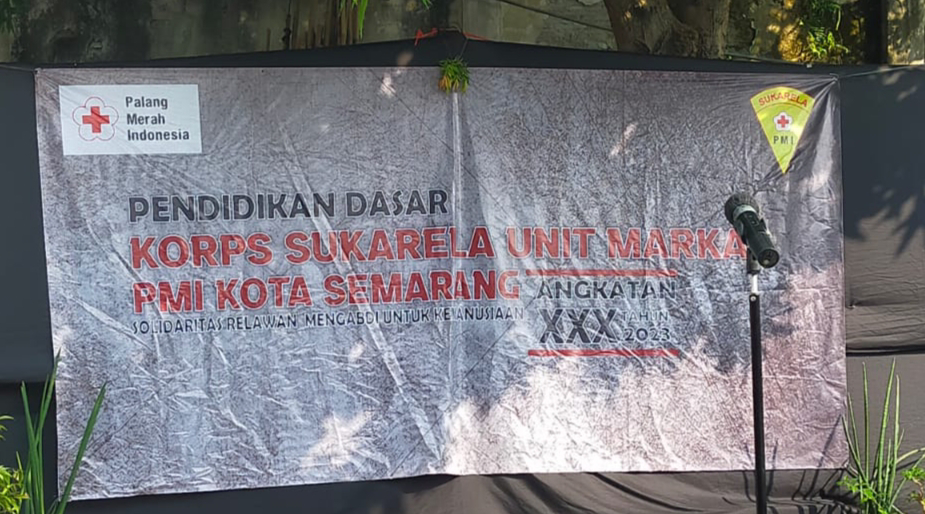 Palang
Merah
Indonesia
SUKARELA
PMI
PENDIDIKAN DASAR
KORPS SUKARELA UNIT MARKA
PMI KOTA SEMARANG
SOLIDARITAS RELAWAN MENGABDI UNTUK KEMANUSIAAN
ANGKATAN
XXX TAHUN
2023